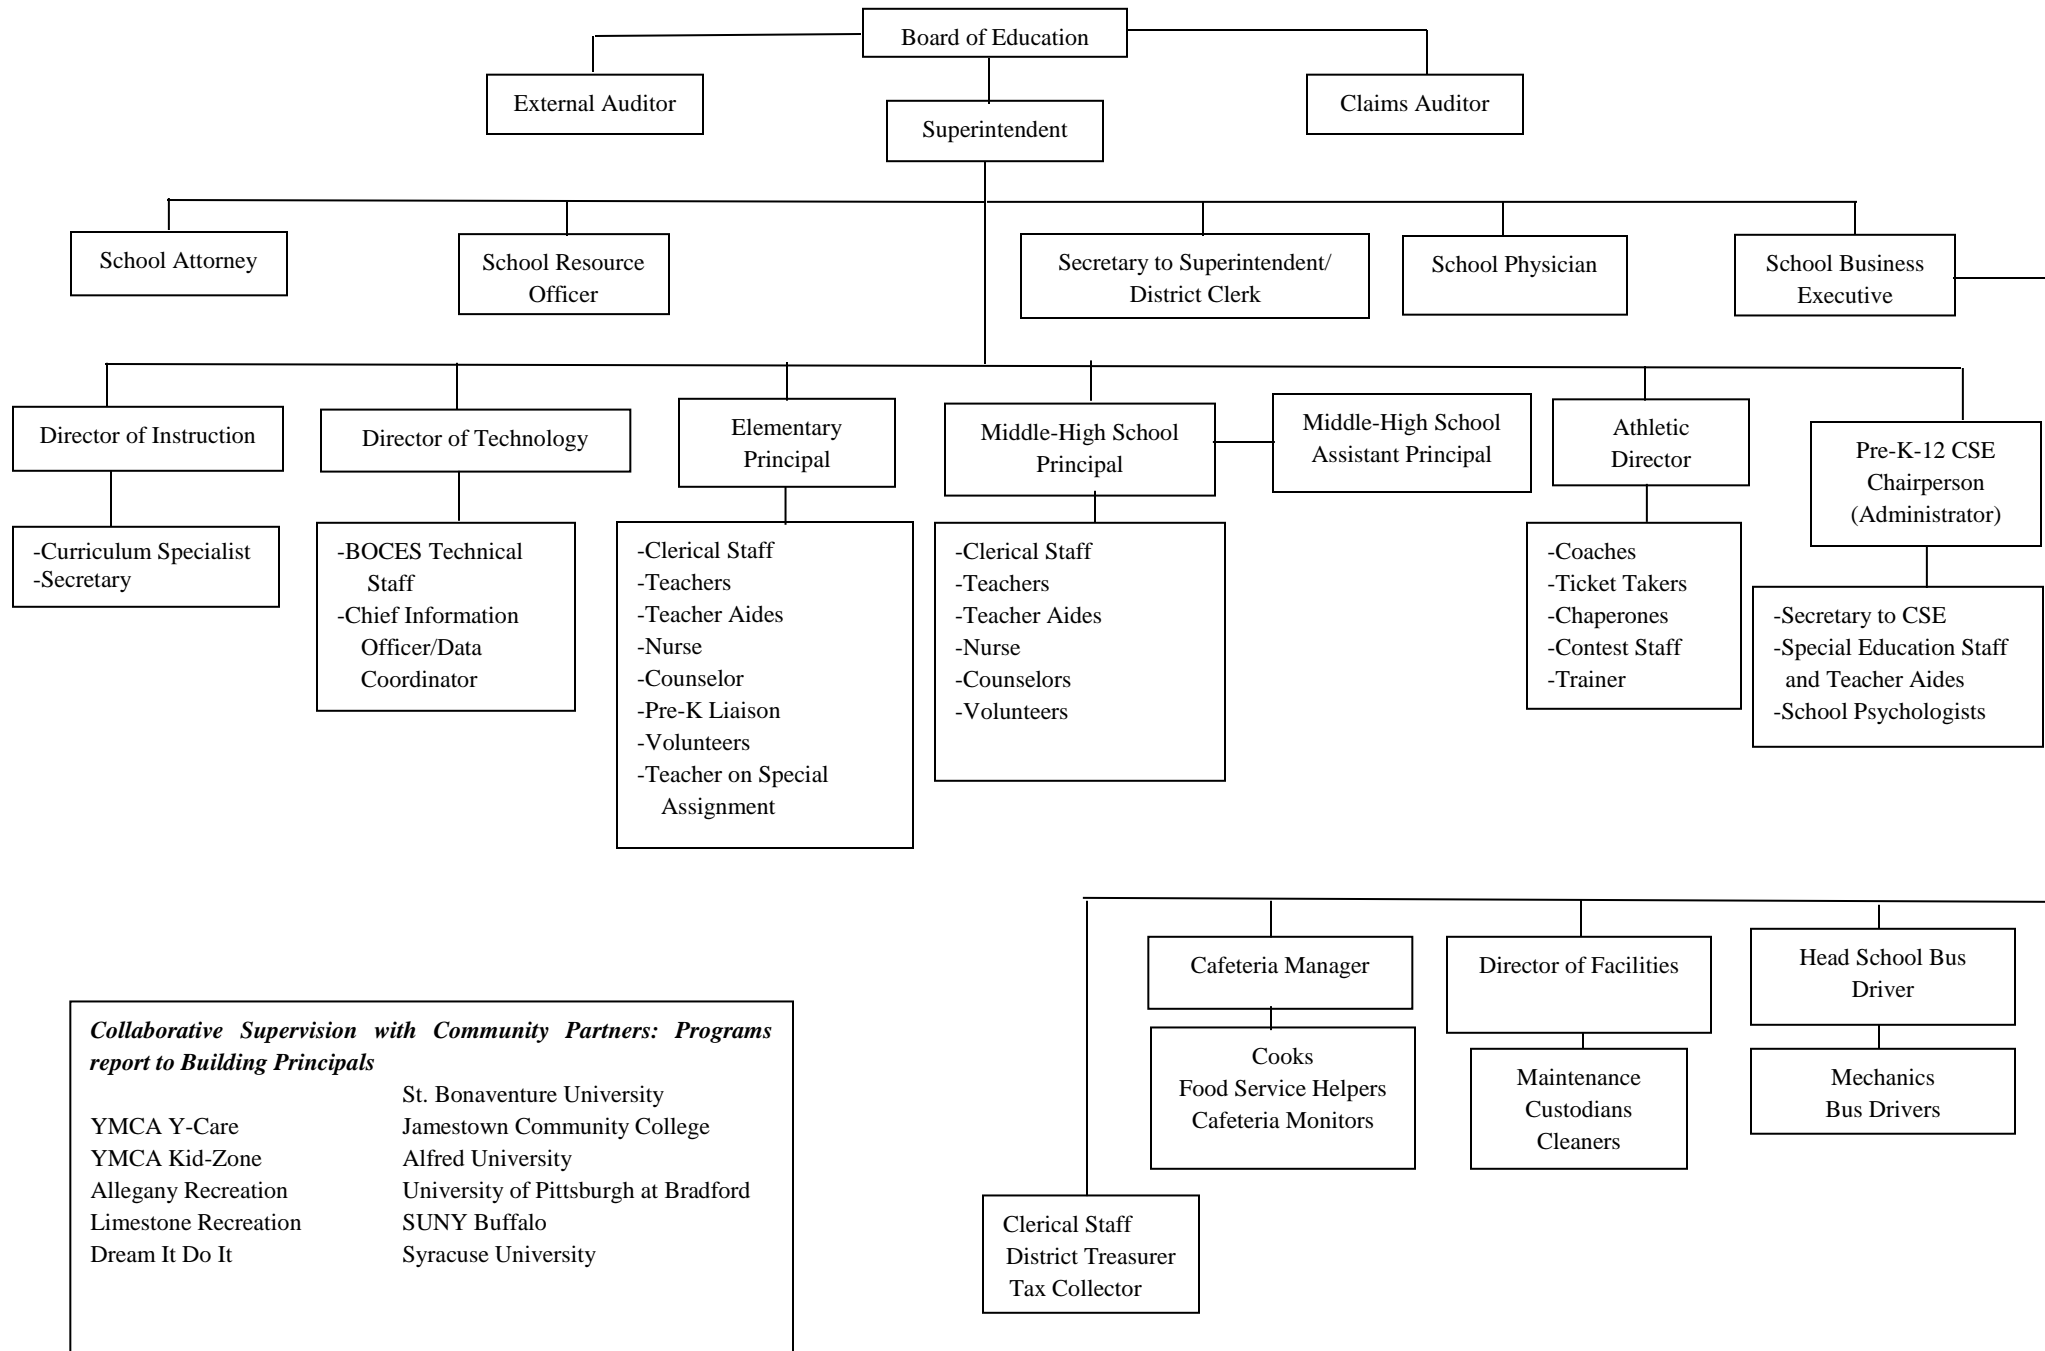 Board of Education
External Auditor
Claims Auditor
Superintendent
School Attorney
School Resource
Officer
Secretary to Superintendent/
District Clerk
School Physician
School Business
Executive
Director of Instruction
Director of Technology
Elementary
Principal
Middle-High School
Principal
Middle-High School
Assistant Principal
Athletic
Director
Pre-K-12 CSE
Chairperson
(Administrator)
-Curriculum Specialist
-Secretary
-BOCES Technical
Staff
-Chief Information
Officer/Data
Coordinator
-Clerical Staff
-Teachers
-Teacher Aides
-Nurse
-Counselor
-Pre-K Liaison
-Volunteers
-Teacher on Special
Assignment
-Clerical Staff
-Teachers
-Teacher Aides
-Nurse
-Counselors
-Volunteers
-Coaches
-Ticket Takers
-Chaperones
-Contest Staff
-Trainer
-Secretary to CSE
-Special Education Staff
and Teacher Aides
-School Psychologists
Cafeteria Manager
Director of Facilities
Head School Bus
Driver
Cooks
Food Service Helpers
Cafeteria Monitors
Maintenance
Custodians
Cleaners
Mechanics
Bus Drivers
Clerical Staff
District Treasurer
Tax Collector
Collaborative Supervision with Community Partners: Programs
report to Building Principals
St. Bonaventure University
YMCA Y-Care Jamestown Community College
YMCA Kid-Zone Alfred University
Allegany Recreation University of Pittsburgh at Bradford
Limestone Recreation SUNY Buffalo
Dream It Do It Syracuse University